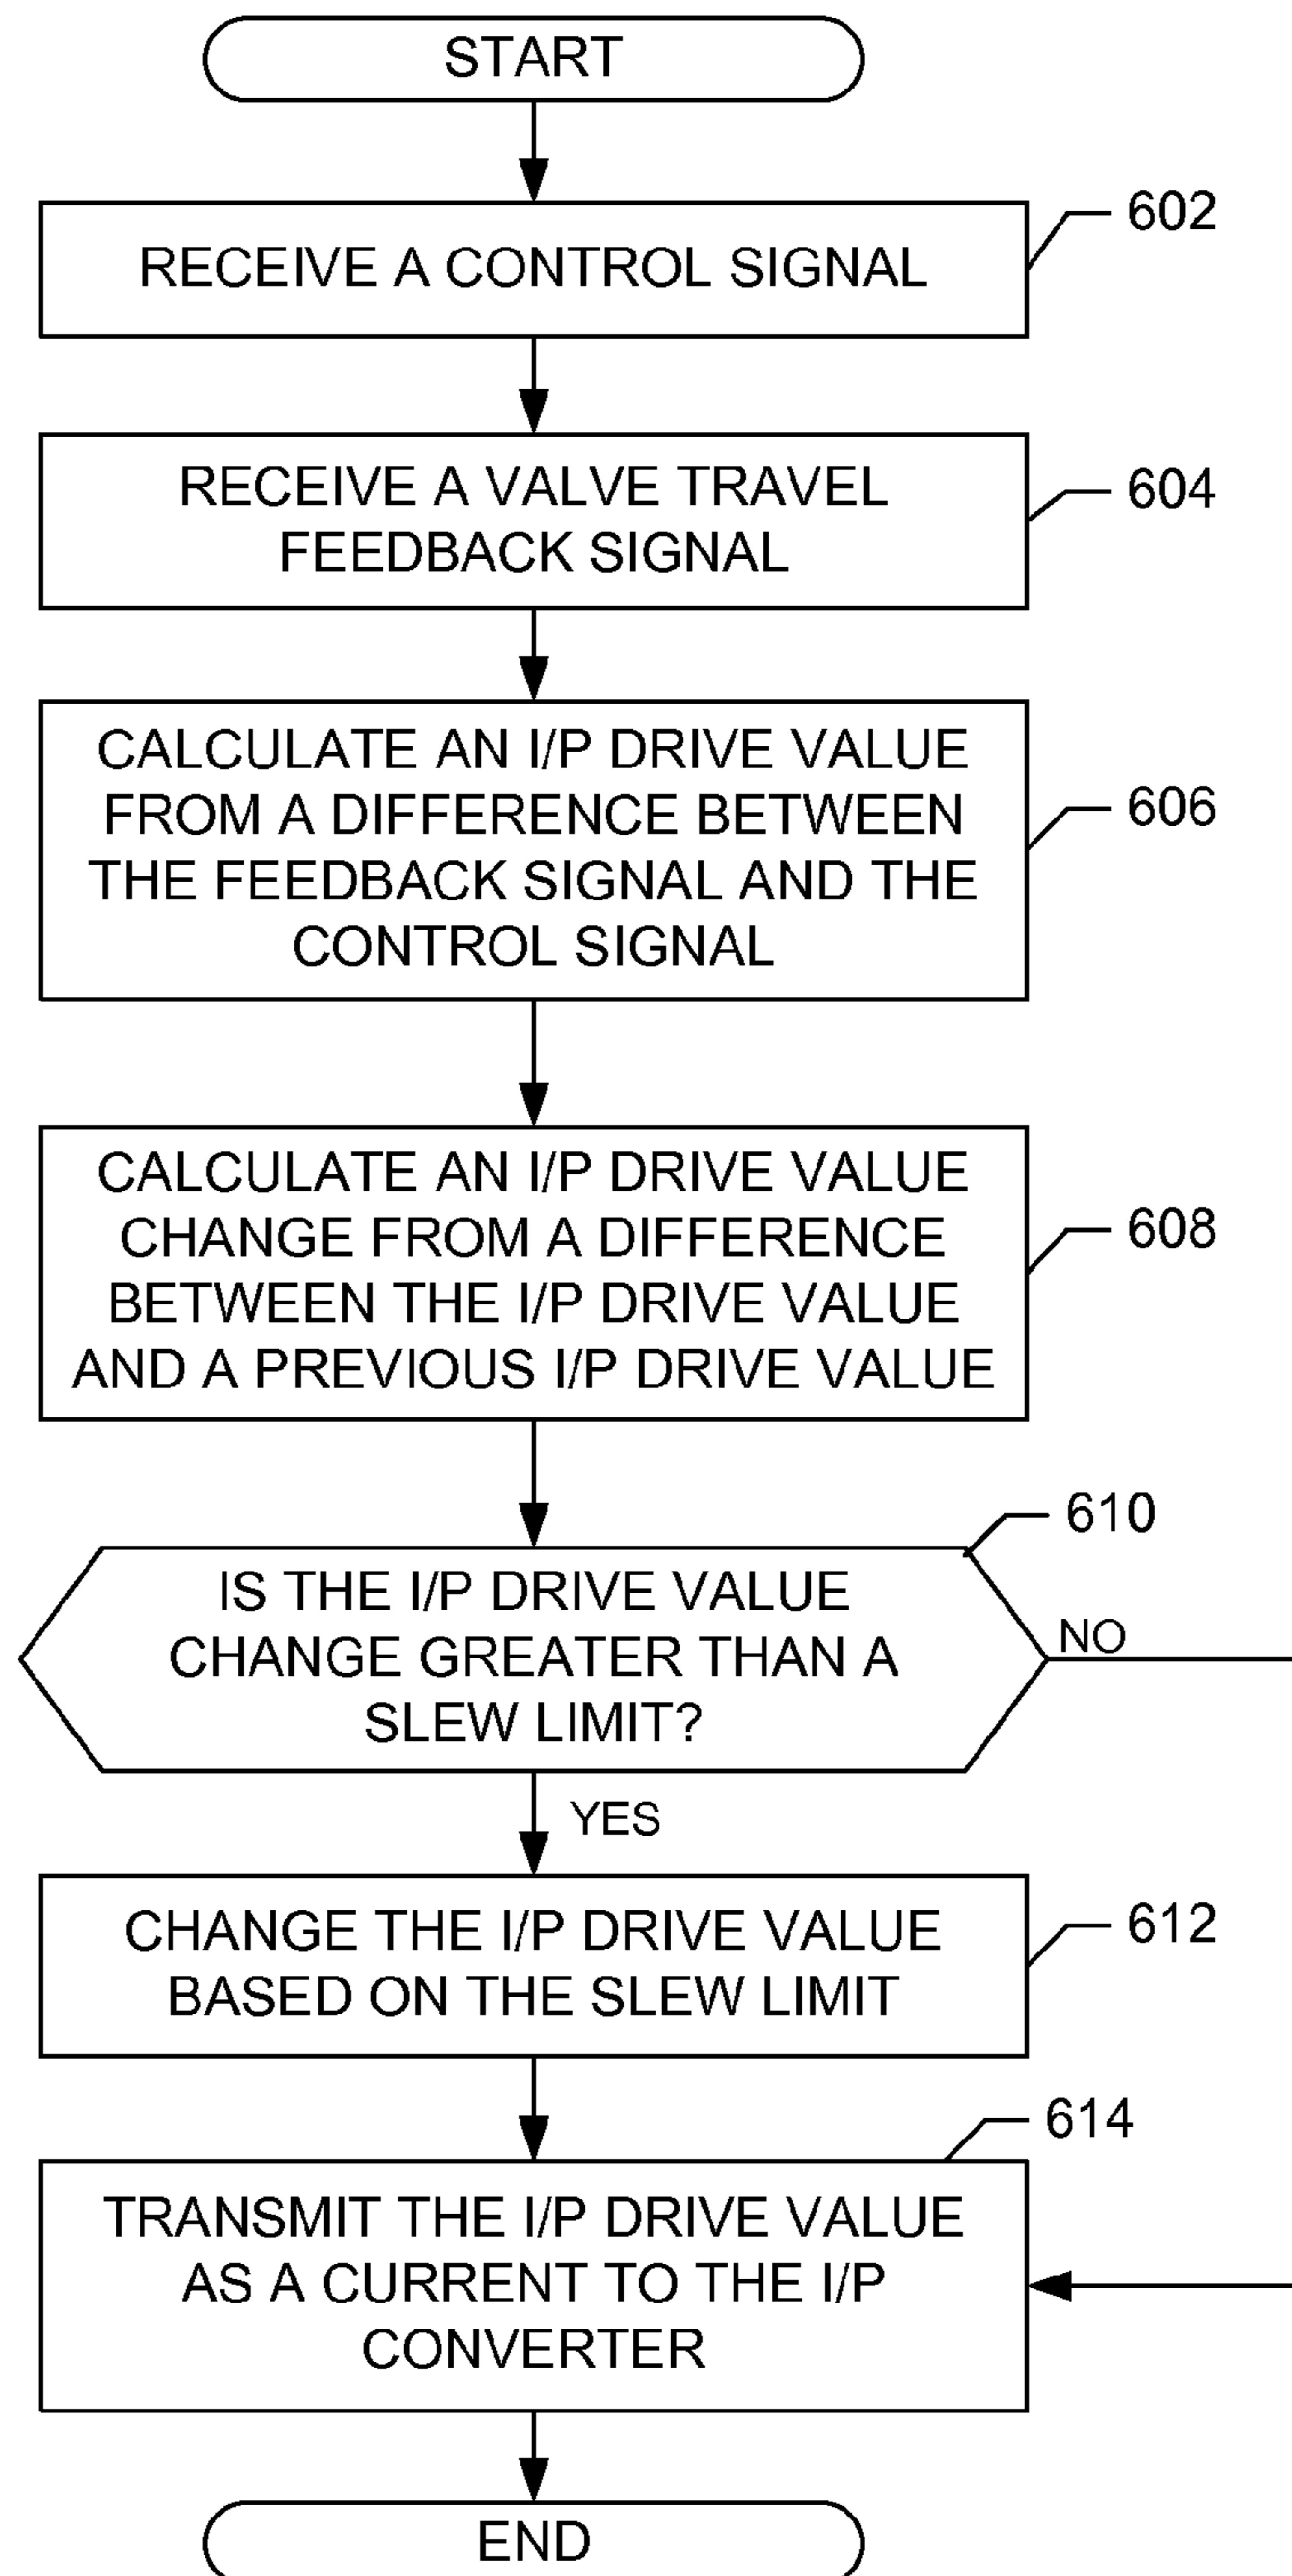 START
602
RECEIVE A CONTROL SIGNAL
604
RECEIVE A VALVE TRAVEL
FEEDBACK SIGNAL
606
CALCULATE AN I/P DRIVE VALUE
FROM A DIFFERENCE BETWEEN
THE FEEDBACK SIGNAL AND THE
CONTROL SIGNAL
608
CALCULATE AN I/P DRIVE VALUE
CHANGE FROM A DIFFERENCE
BETWEEN THE I/P DRIVE VALUE
AND A PREVIOUS I/P DRIVE VALUE
610
IS THE I/P DRIVE VALUE
CHANGE GREATER THAN A
SLEW LIMIT?
NO
YES
612
CHANGE THE I/P DRIVE VALUE
BASED ON THE SLEW LIMIT
614
TRANSMIT THE I/P DRIVE VALUE
AS A CURRENT TO THE I/P
CONVERTER
END